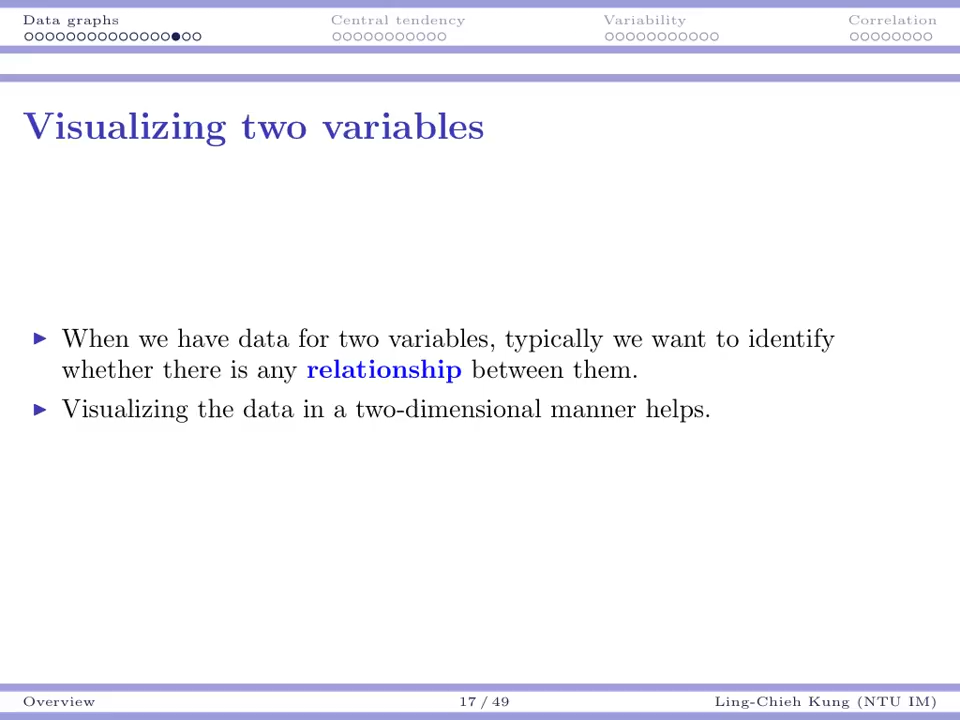 Data graphs
Central tendency
Variability
Correlation
Visualizing two variables
When we have data for two variables, typically we want to identify
whether there is any relationship between them.
Visualizing the data in a two-dimensional manner helps.
Overview
17 / 49
Ling-Chieh Kung (NTU IM)